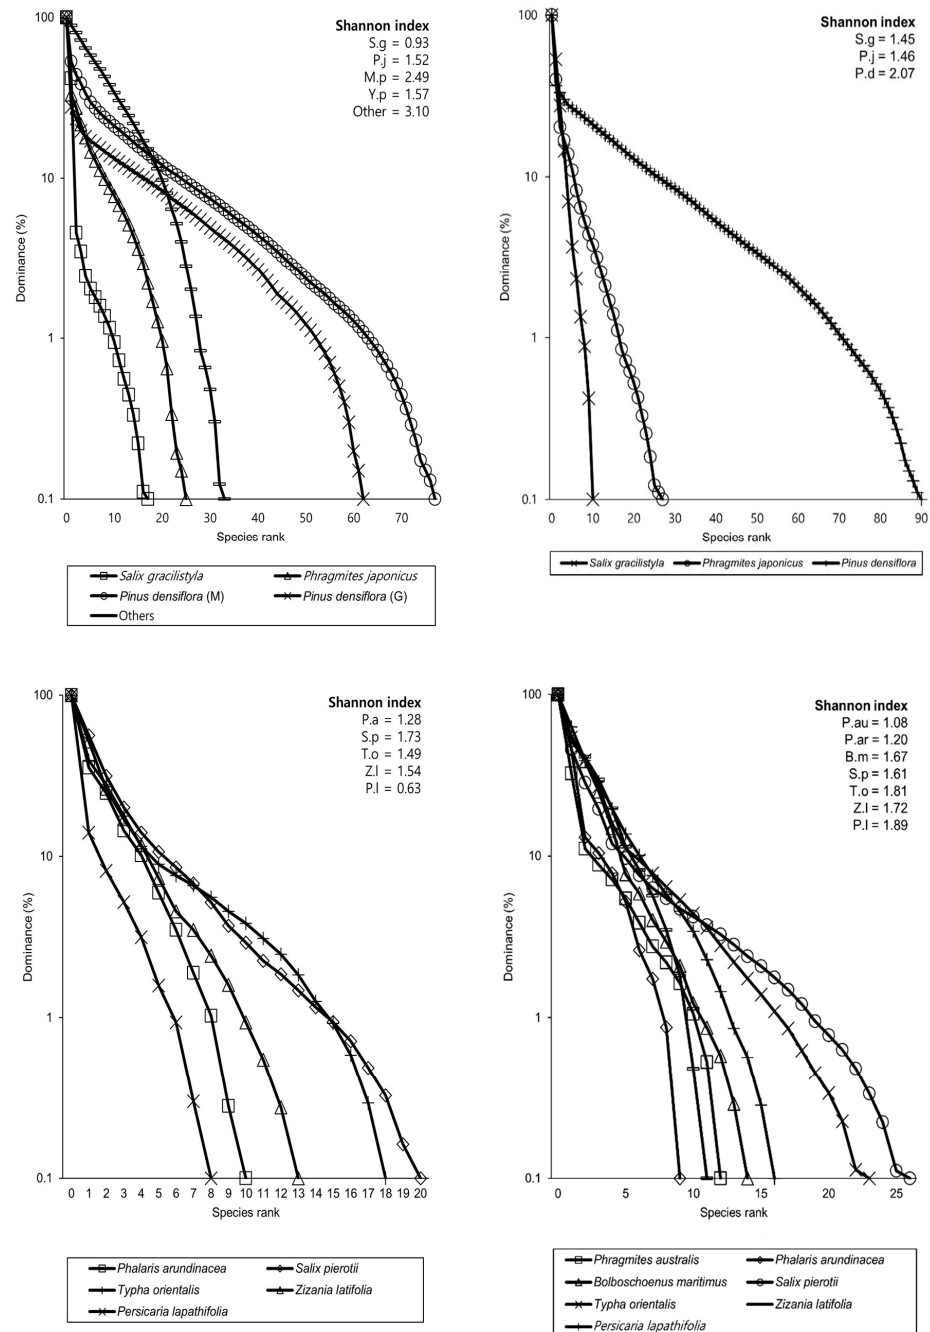 Shannon index
S.g = 0.93
P.j = 1.52
M.p = 2.49
Y.p = 1.57
Other = 3.10
100
10
1
0.1
Dominance (%)
0 10 20 30 40 50 60 70
Species rank
Salix gracilistyla Phragmites japonicus
Pinus densiflora (M) Pinus densiflora (G)
Others
Shannon index
S.g = 1.45
P.j = 1.46
P.d = 2.07
100
10
1
0.1
Dominance (%)
0 10 20 30 40 50 60 70 80 90
Species rank
Salix gracilistyla Phragmites japonicus Pinus densiflora
Shannon index
P.a = 1.28
S.p = 1.73
T.o = 1.49
Z.l = 1.54
P.l = 0.63
100
10
1
0.1
Dominance (%)
0 1 2 3 4 5 6 7 8 9 10 11 12 13 14 15 16 17 18 19 20
Species rank
Phalaris arundinacea Salix pierotii
Typha orientalis Zizania latifolia
Persicaria lapathifolia
Shannon index
P.au = 1.08
P.ar = 1.20
B.m = 1.67
S.p = 1.61
T.o = 1.81
Z.l = 1.72
P.l = 1.89
100
10
1
0.1
Dominance (%)
0 5 10 15 20 25
Species rank
Phragmites australis Phalaris arundinacea
Bolboschoenus maritimus Salix pierotii
Typha orientalis Zizania latifolia
Persicaria lapathifolia